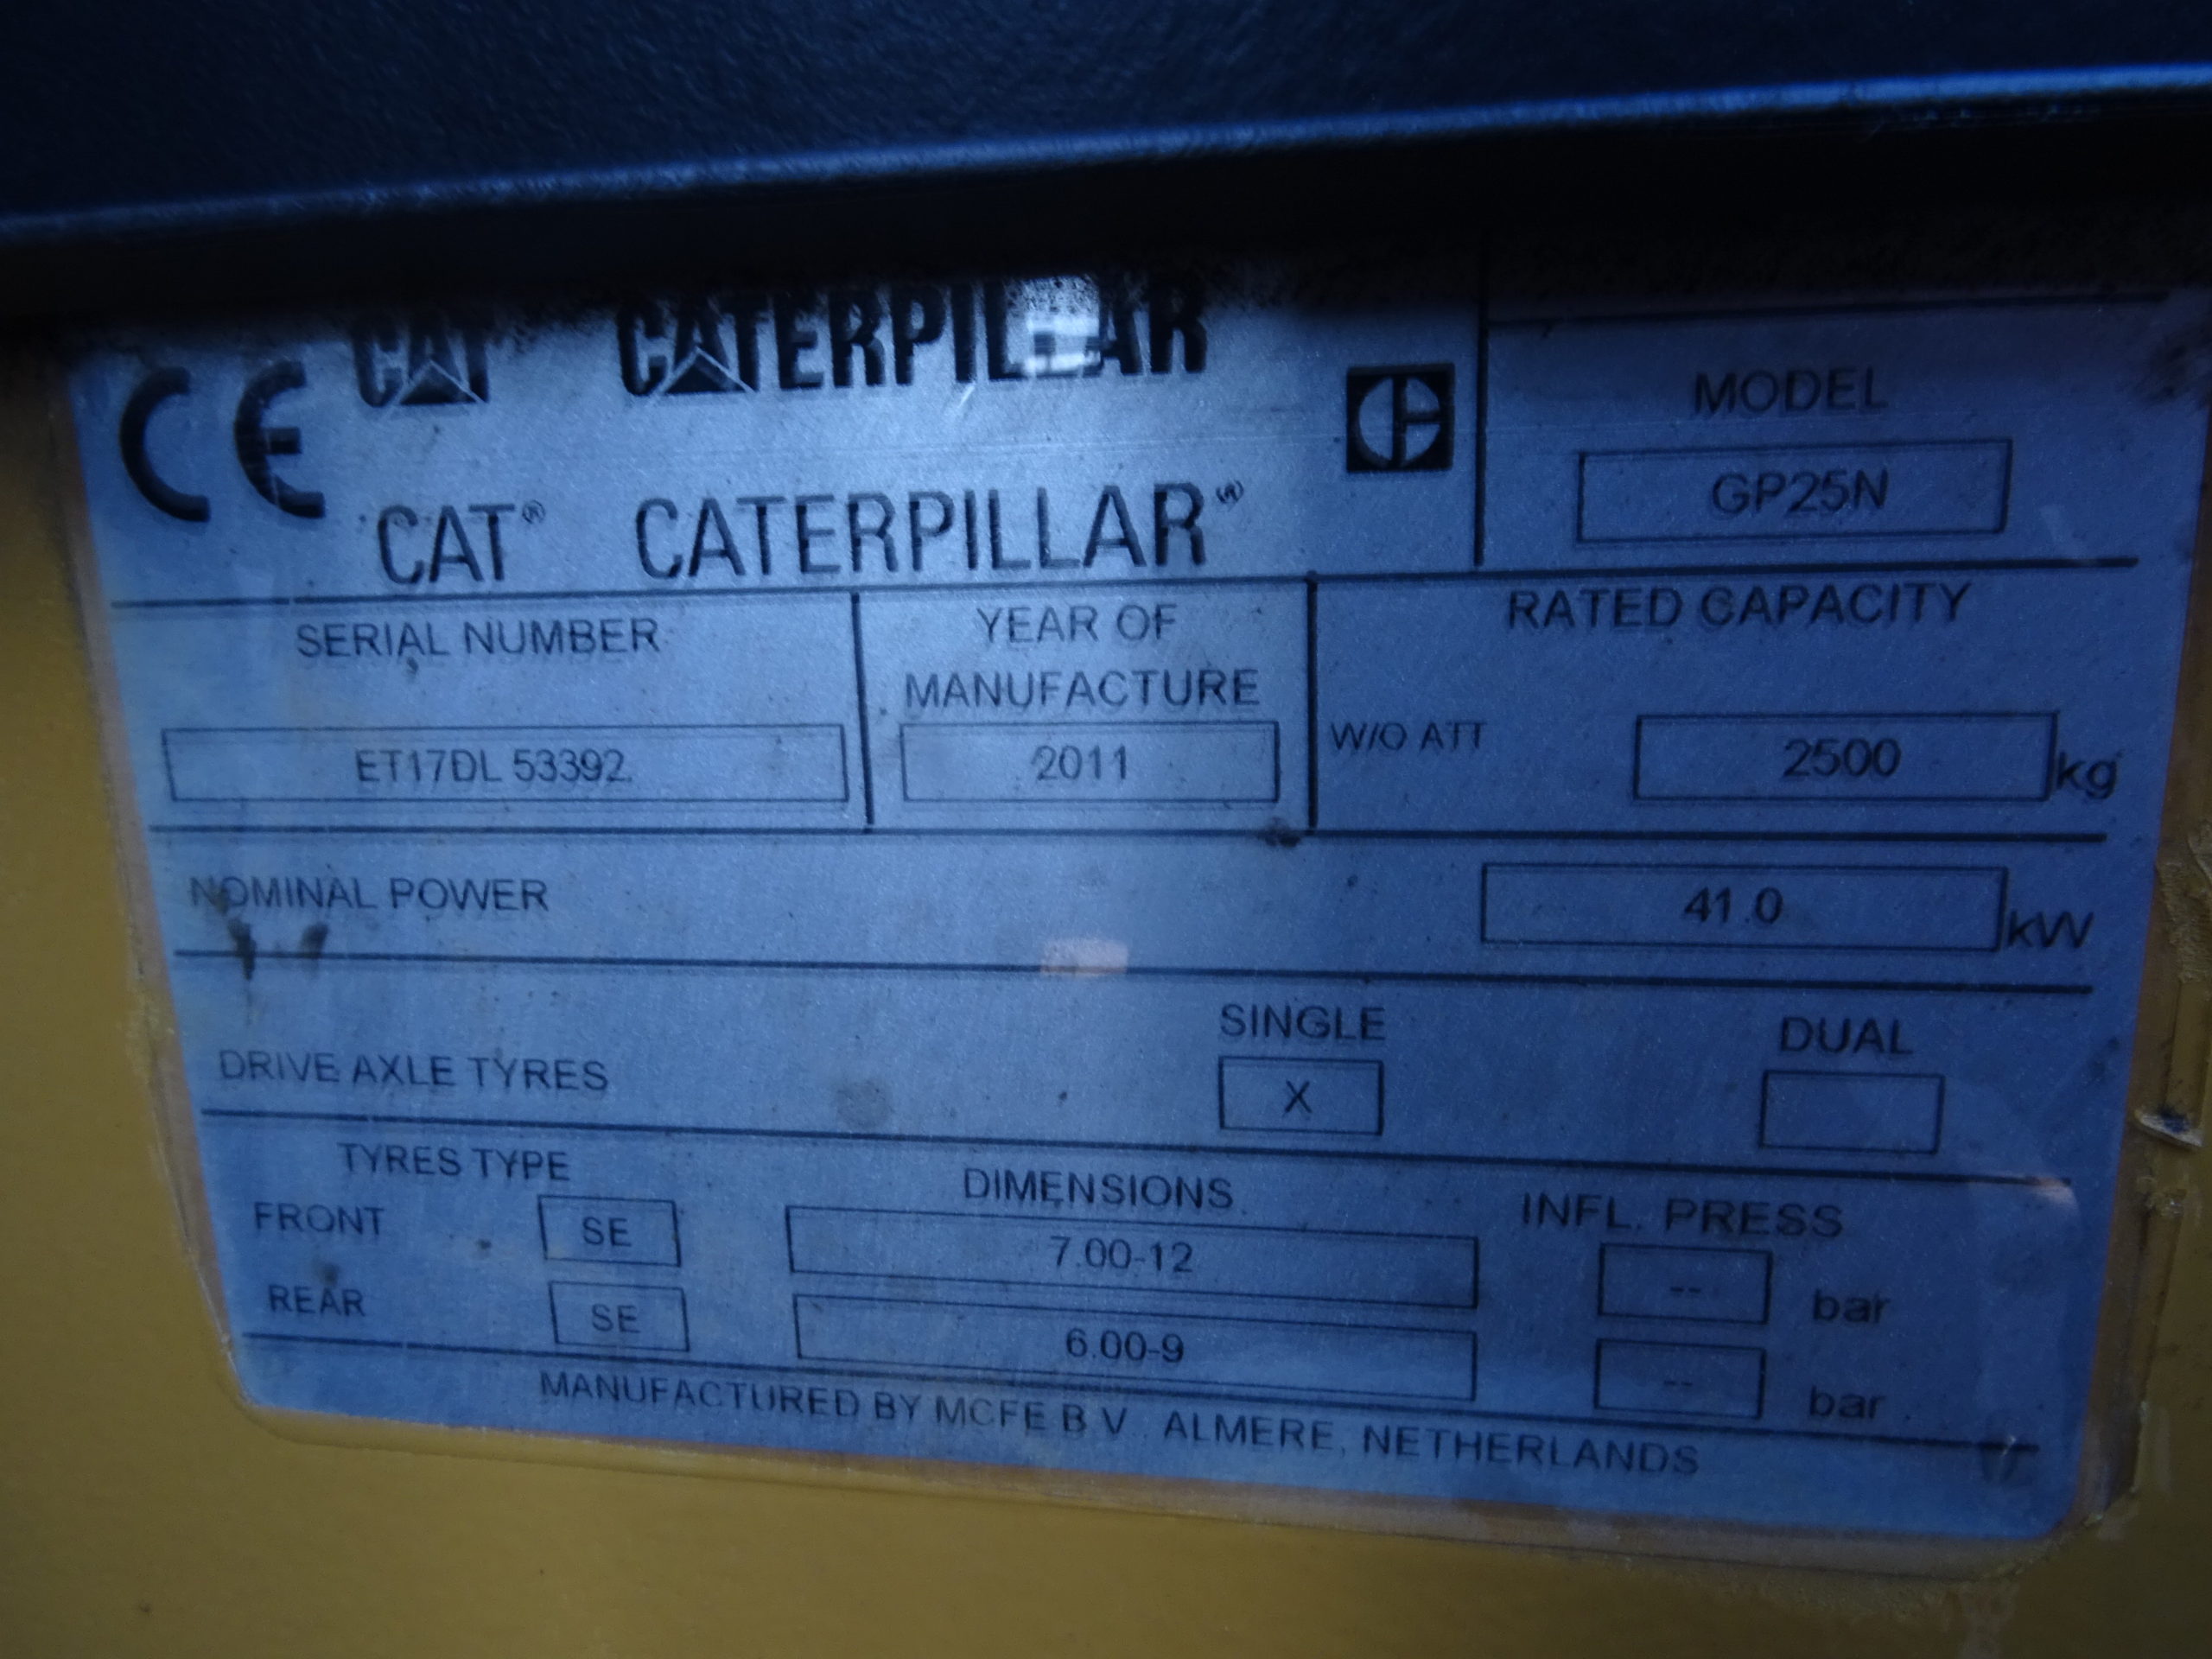 CAT CATERPILLAR
CE
CAT® CATERPILLAR®
MODEL
GP25N
SERIAL NUMBER
ET17DL 53392
YEAR OF
MANUFACTURE
2011
RATED CAPACITY
W/O ATT 2500 kg
NOMINAL POWER 41.0 kW
DRIVE AXLE TYRES
SINGLE
X
DUAL
TYRES TYPE DIMENSIONS INFL. PRESS
FRONT SE 7.00-12 -- bar
REAR SE 6.00-9 -- bar
MANUFACTURED BY MCFE B V. ALMERE, NETHERLANDS